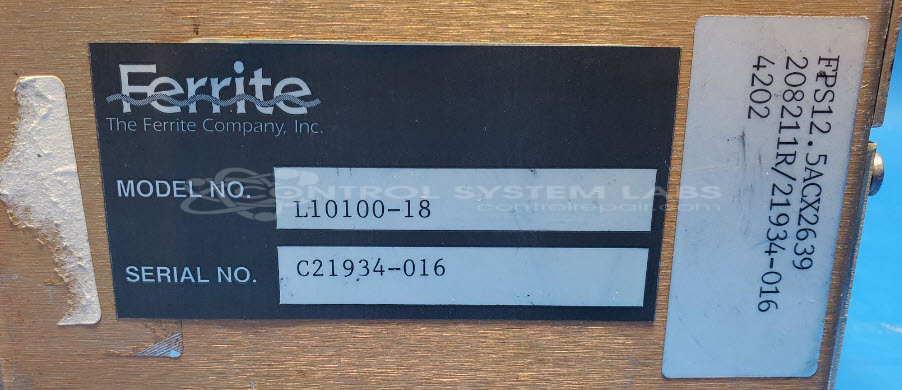 Ferrite
The Ferrite Company, Inc.
MODEL NO.
L10100-18
SERIAL NO.
C21934-016
CONTROL SYSTEM LABS
controlrepair.com
FPS12.5ACX2639
208211R/21934-016
4202